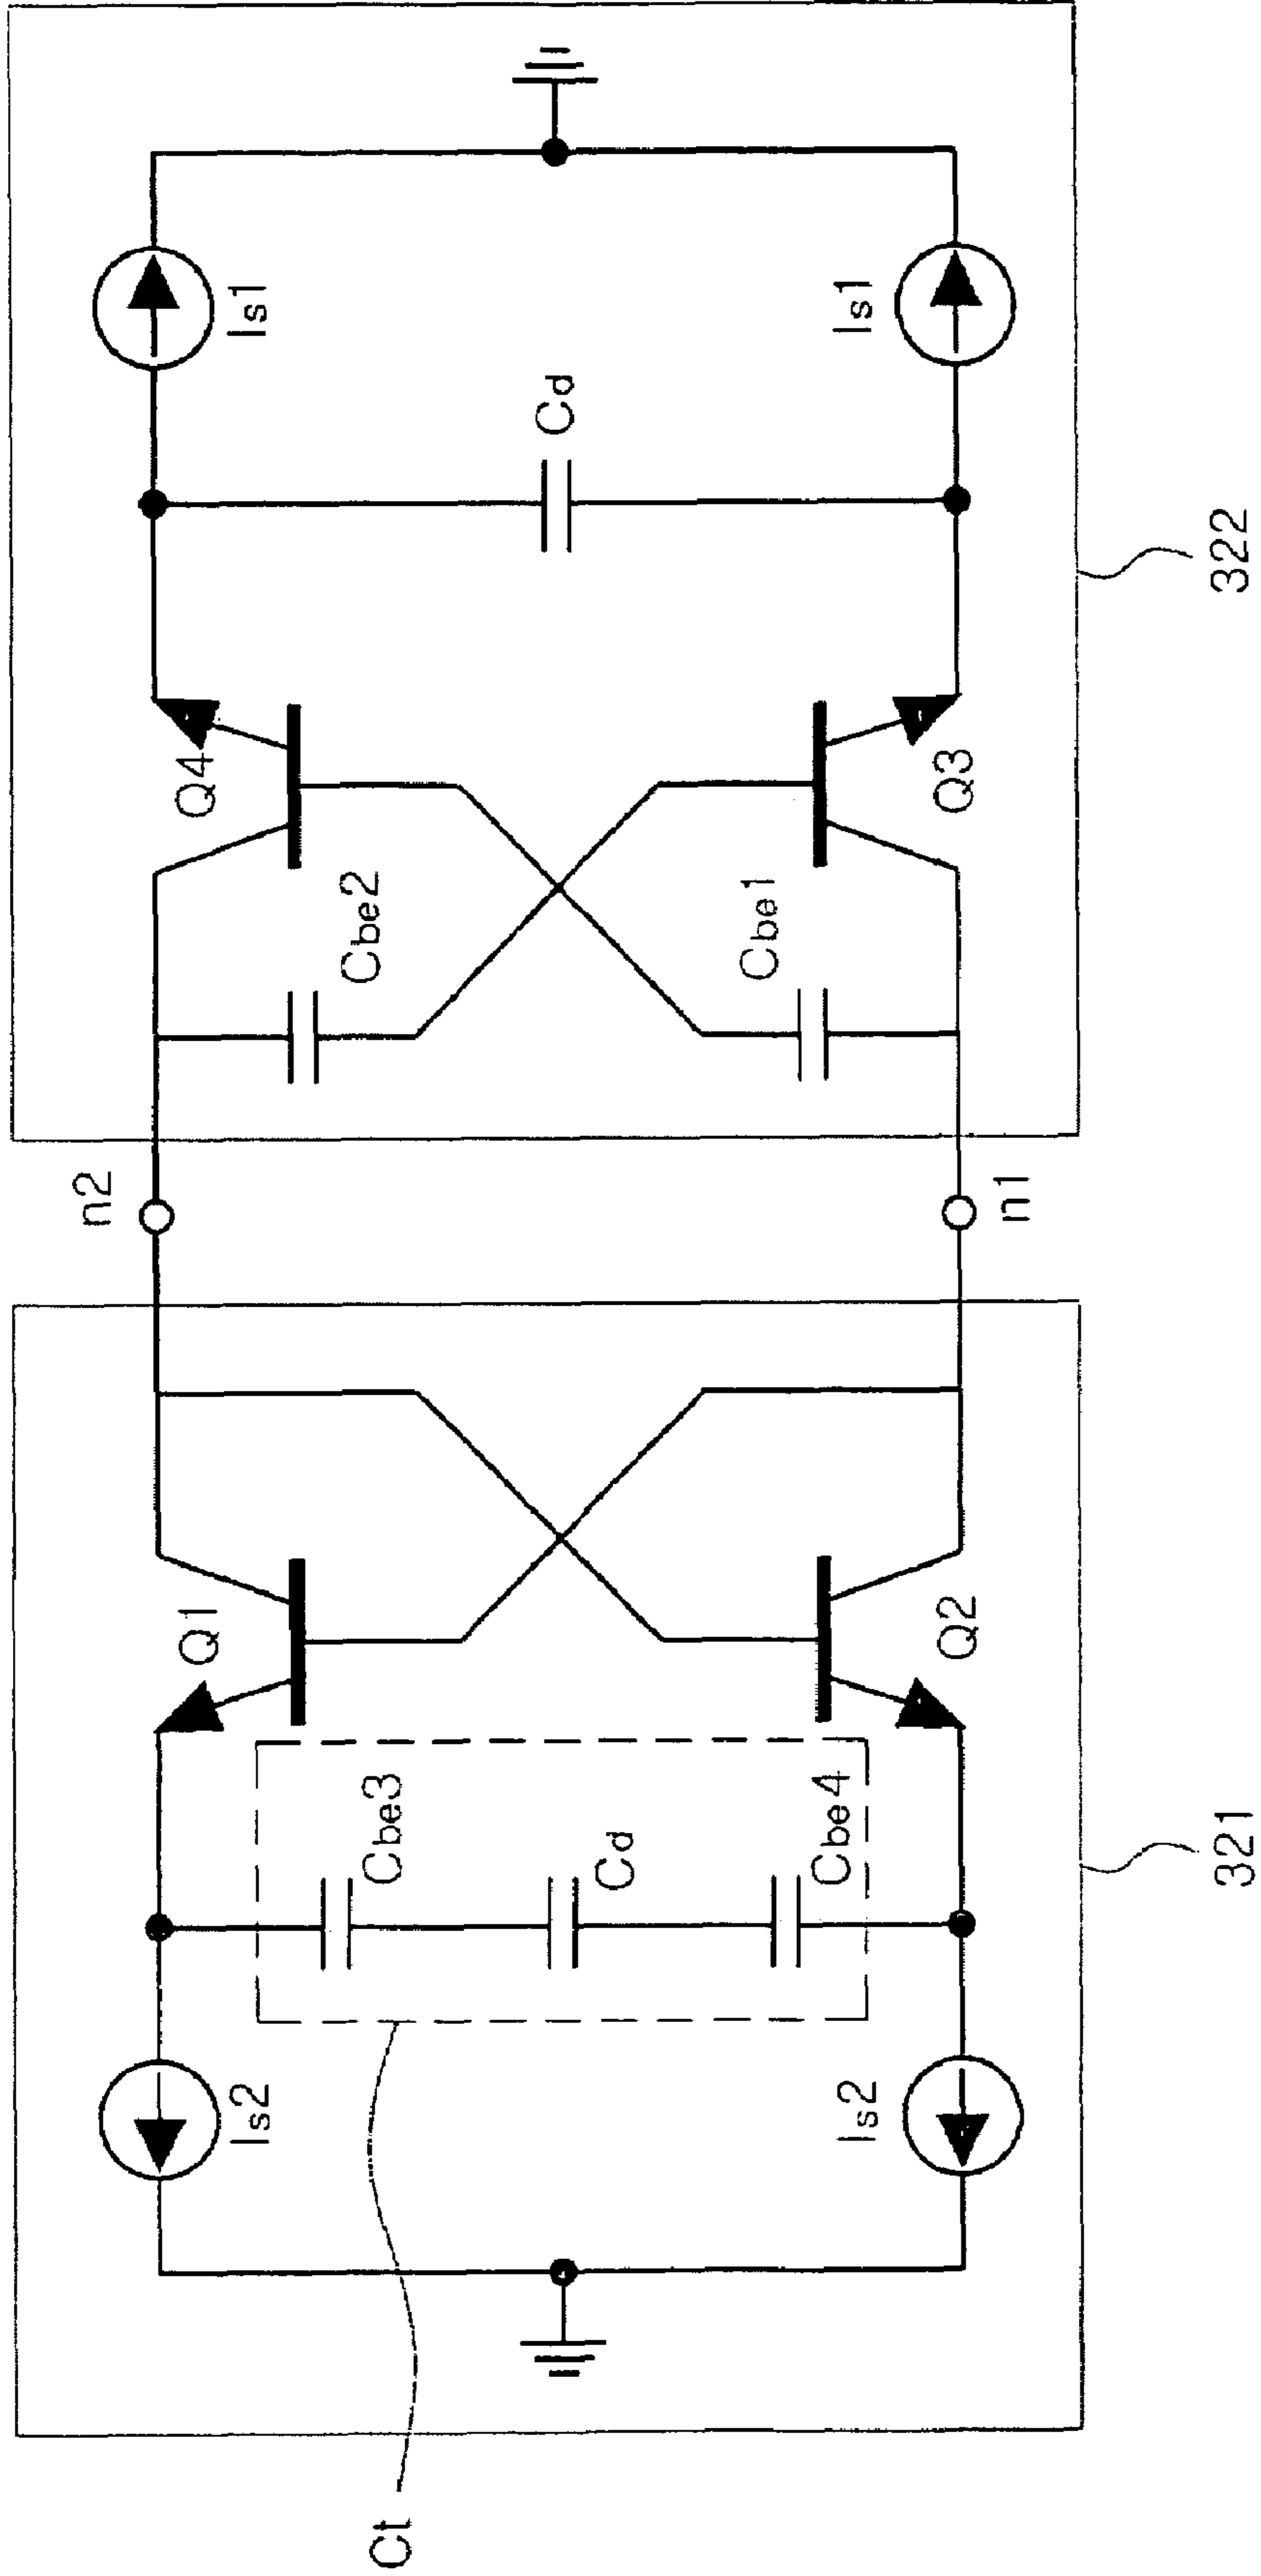 Ct
321
322
Is2
Is2
Cbe3
Cd
Cbe4
Q1
Q2
n2
n1
Cbe2
Cbe1
Q4
Q3
Cd
Is1
Is1